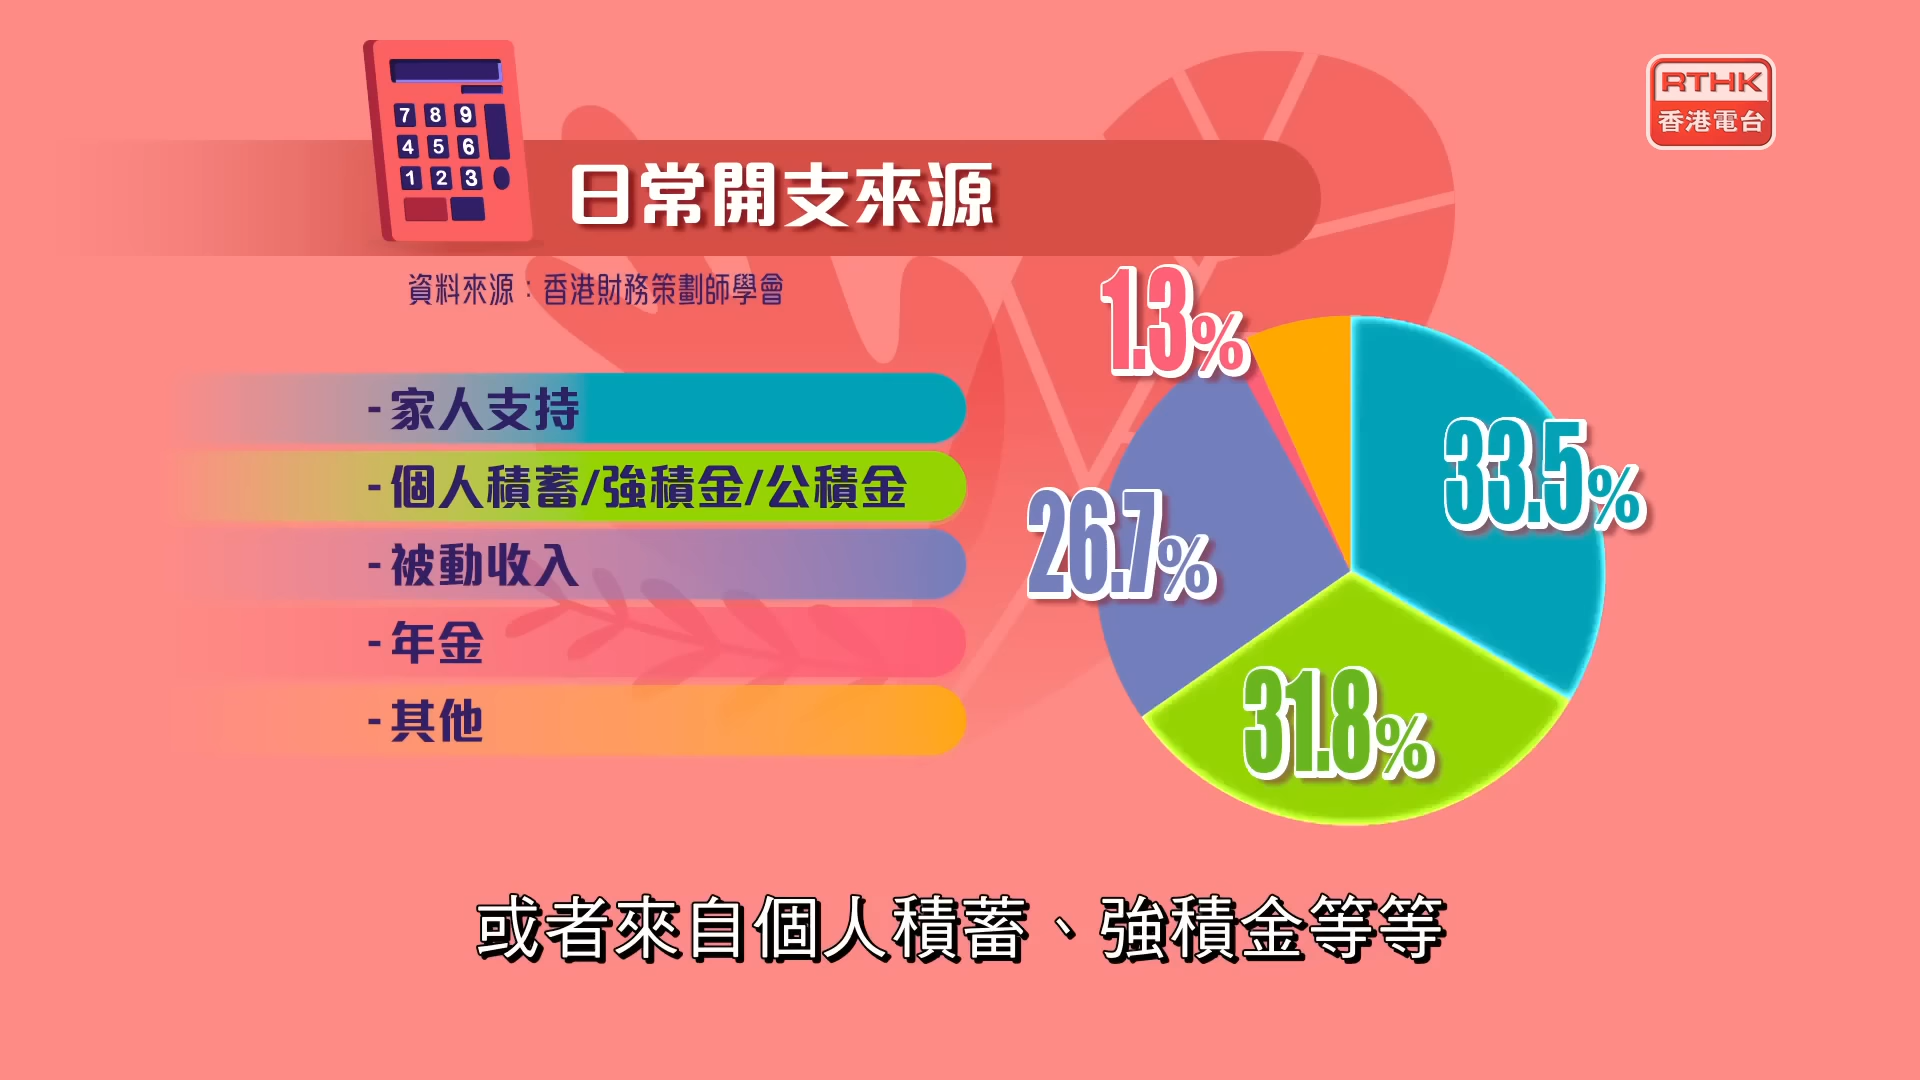 RTHK
香港電台
7 8 9
4 5 6
1 2 3
日常開支來源
資料來源：香港財務策劃師學會
- 家人支持
- 個人積蓄/強積金/公積金
- 被動收入
- 年金
- 其他
1.3%
33.5%
26.7%
31.8%
或者來自個人積蓄、強積金等等